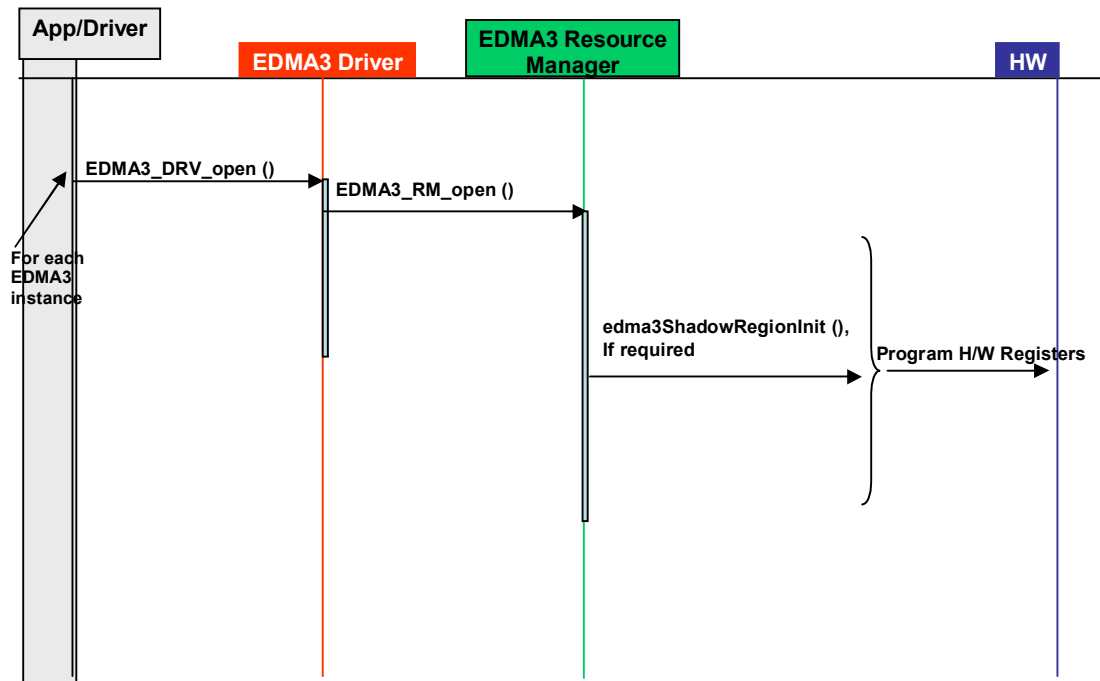 App/Driver
EDMA3 Driver
EDMA3 Resource
Manager
HW
EDMA3_DRV_open ()
EDMA3_RM_open ()
For each
EDMA3
instance
edma3ShadowRegionInit (),
If required
Program H/W Registers